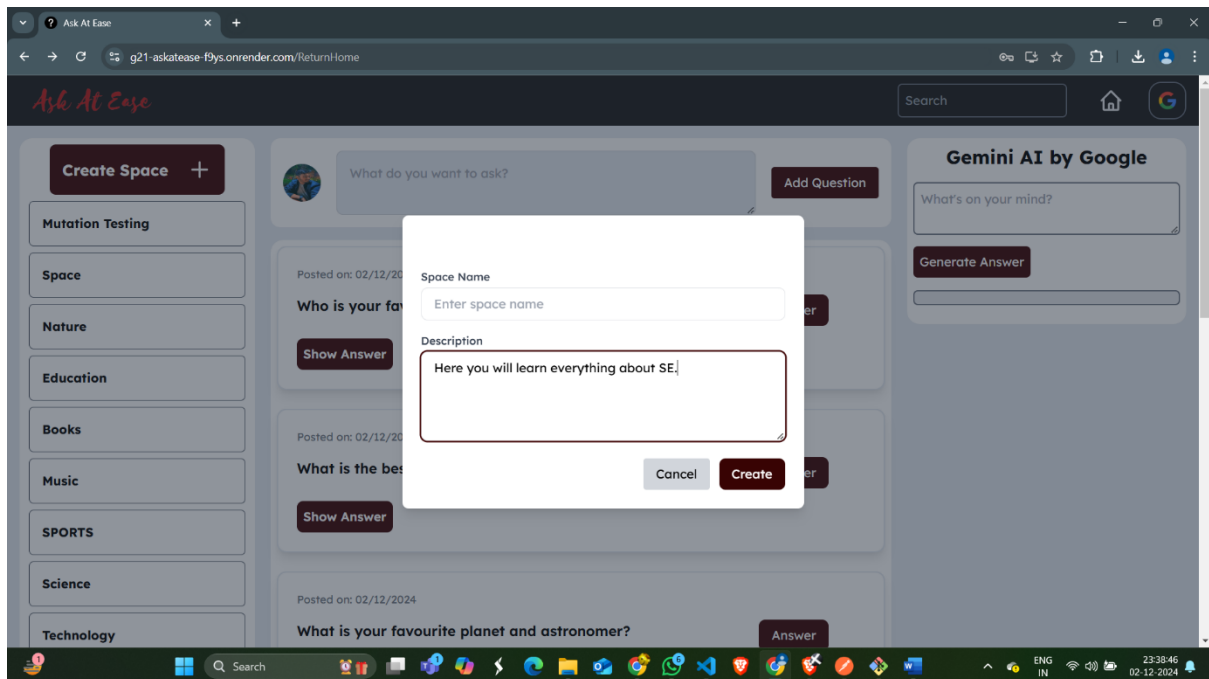 Ask At Ease
g21-askatease-f9ys.onrender.com/ReturnHome
Ask At Ease
Search
Create Space +
Mutation Testing
Space
Nature
Education
Books
Music
SPORTS
Science
Technology
What do you want to ask?
Add Question
Posted on: 02/12/20
Who is your fav
er
Show Answer
Posted on: 02/12/20
What is the bes
er
Show Answer
Posted on: 02/12/2024
What is your favourite planet and astronomer?
Answer
Space Name
Enter space name
Description
Here you will learn everything about SE.
Cancel
Create
Gemini AI by Google
What's on your mind?
Generate Answer
Search
ENG
IN
23:38:46
02-12-2024